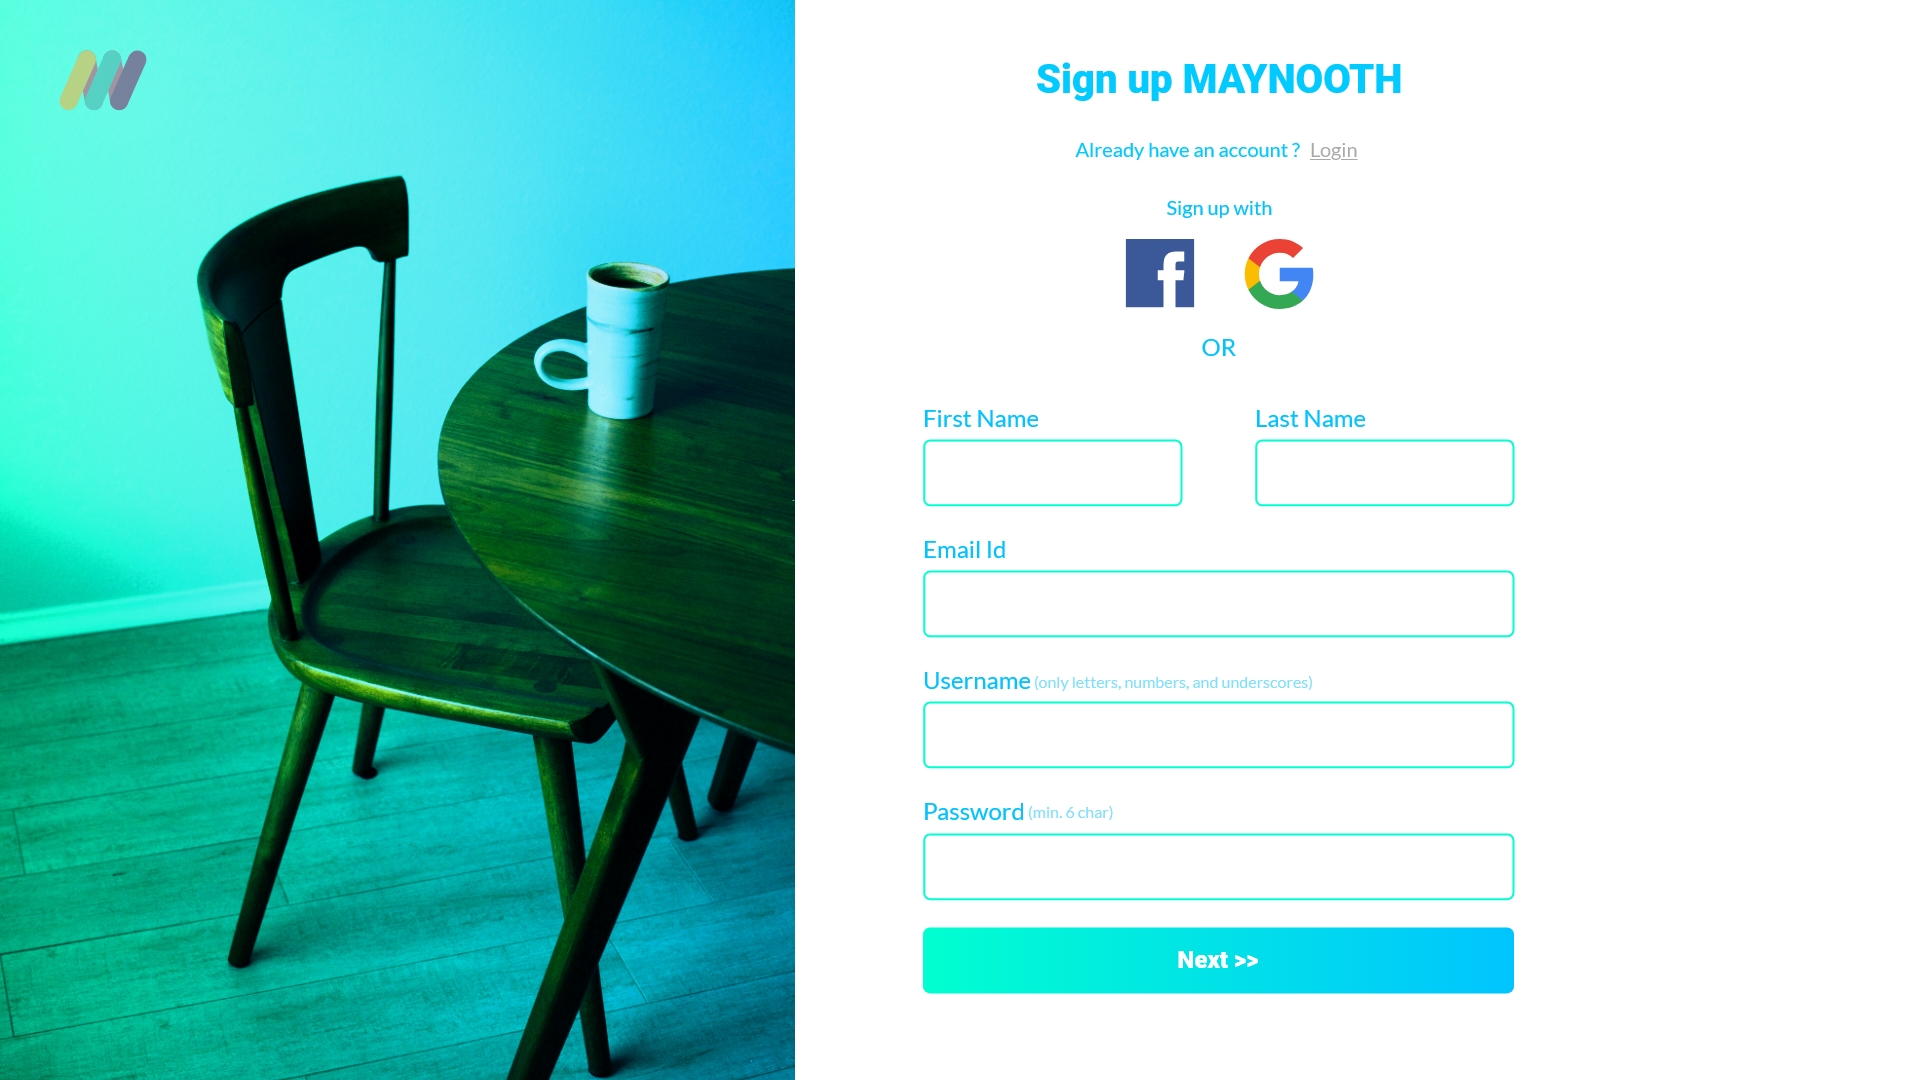 Sign up MAYNOOTH
Already have an account ? Login
Sign up with
OR
First Name
Last Name
Email Id
Username (only letters, numbers, and underscores)
Password (min. 6 char)
Next >>